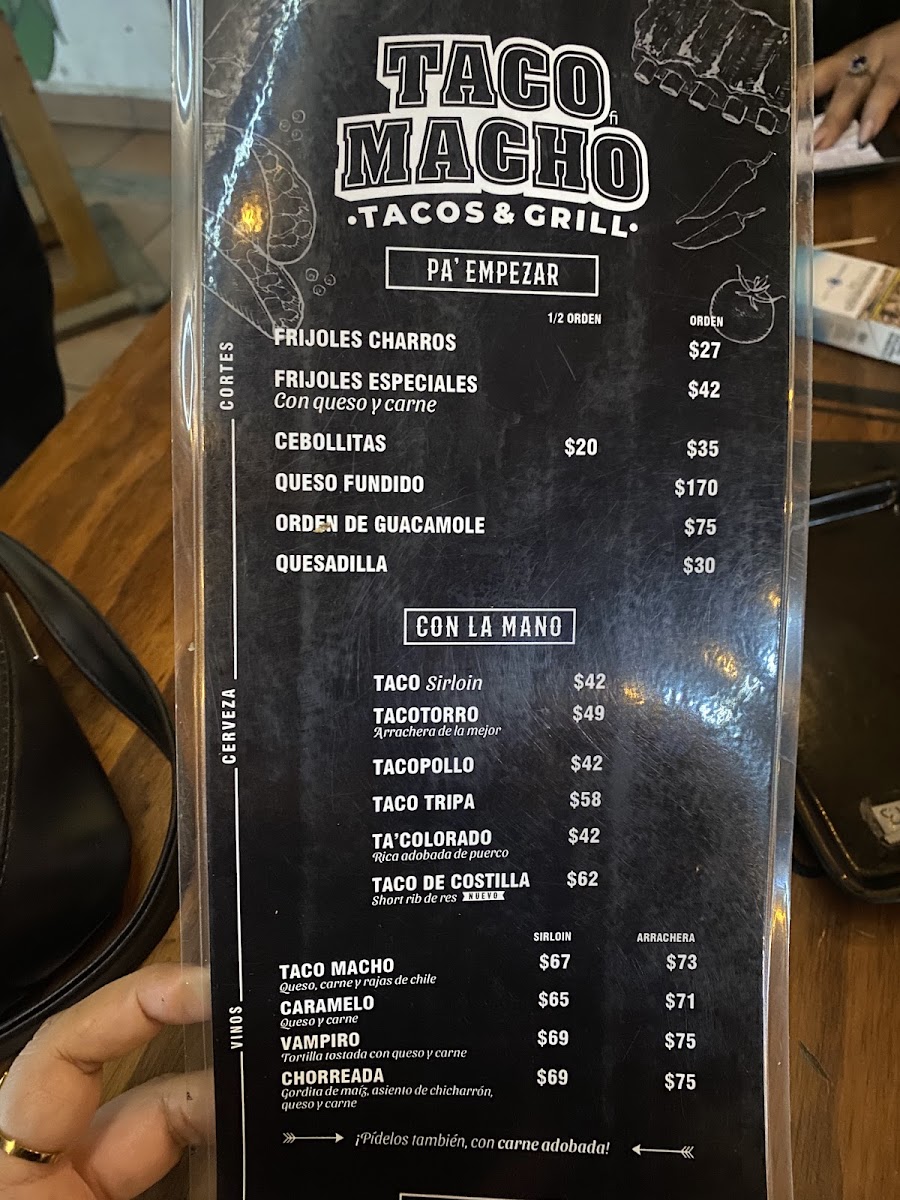 TACO
MACHO
·TACOS & GRILL·
PA' EMPEZAR
1/2 ORDEN ORDEN
FRIJOLES CHARROS $27
FRIJOLES ESPECIALES $42
Con queso y carne
CEBOLLITAS $20 $35
QUESO FUNDIDO $170
ORDEN DE GUACAMOLE $75
QUESADILLA $30
CON LA MANO
TACO Sirloin $42
TACOTORRO $49
Arrachera de la mejor
TACOPOLLO $42
TACO TRIPA $58
TA'COLORADO $42
Rica adobada de puerco
TACO DE COSTILLA $62
Short rib de res NUEVO
SIRLOIN ARRACHERA
TACO MACHO $67 $73
Queso, carne y rajas de chile
CARAMELO $65 $71
Queso y carne
VAMPIRO $69 $75
Tortilla tostada con queso y carne
CHORREADA $69 $75
Gordita de maíz, asiento de chicharrón,
queso y carne
¡Pídelos también, con carne adobada!
CORTES
CERVEZA
VINOS